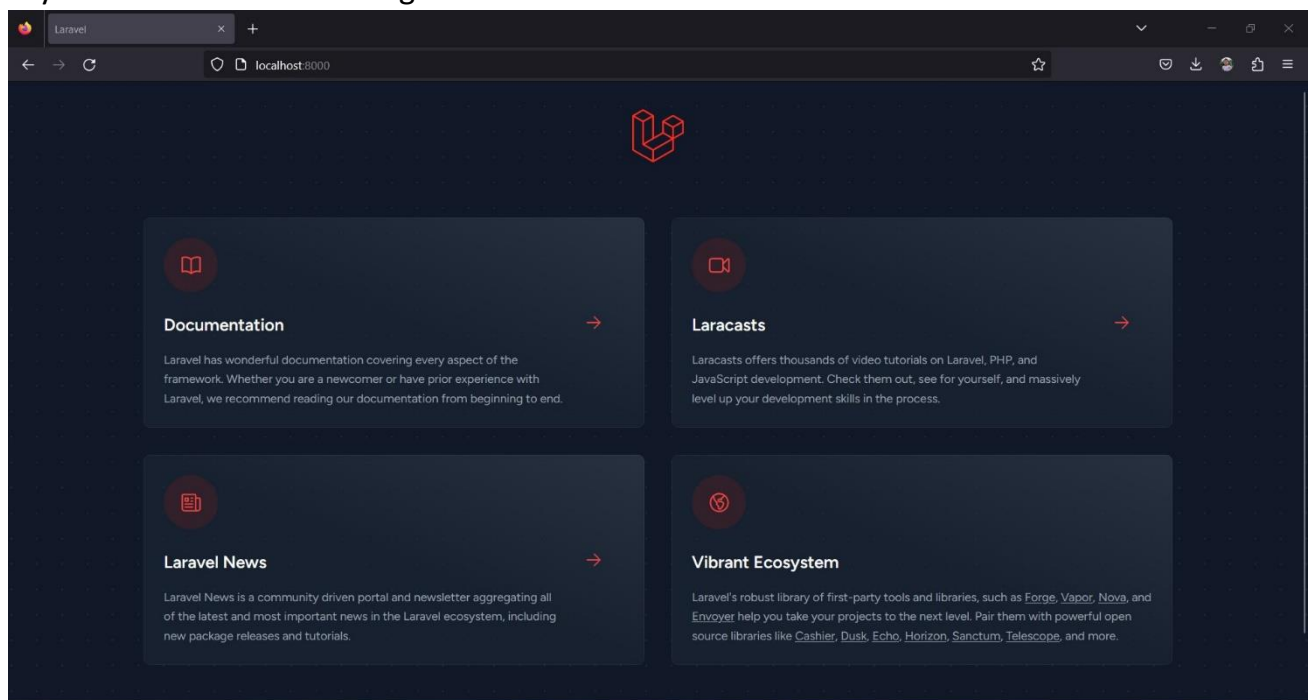 Laravel
localhost:8000
Documentation
Laravel has wonderful documentation covering every aspect of the
framework. Whether you are a newcomer or have prior experience with
Laravel, we recommend reading our documentation from beginning to end.
Laracasts
Laracasts offers thousands of video tutorials on Laravel, PHP, and
JavaScript development. Check them out, see for yourself, and massively
level up your development skills in the process.
Laravel News
Laravel News is a community driven portal and newsletter aggregating all
of the latest and most important news in the Laravel ecosystem, including
new package releases and tutorials.
Vibrant Ecosystem
Laravel's robust library of first-party tools and libraries, such as Forge, Vapor, Nova, and
Envoyer help you take your projects to the next level. Pair them with powerful open
source libraries like Cashier, Dusk, Echo, Horizon, Sanctum, Telescope, and more.